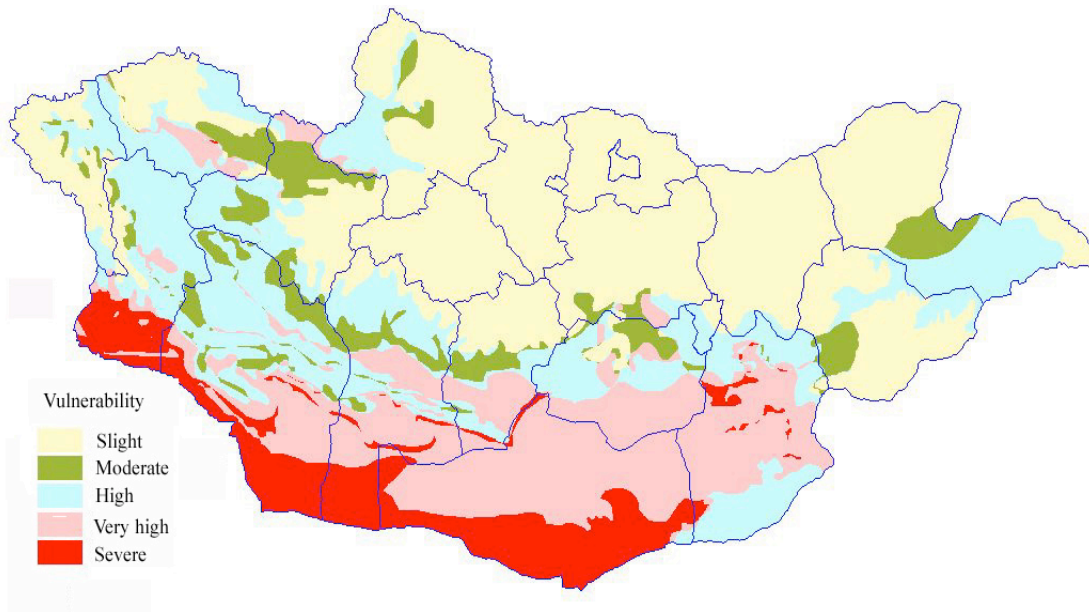 Vulnerability
Slight
Moderate
High
Very high
Severe